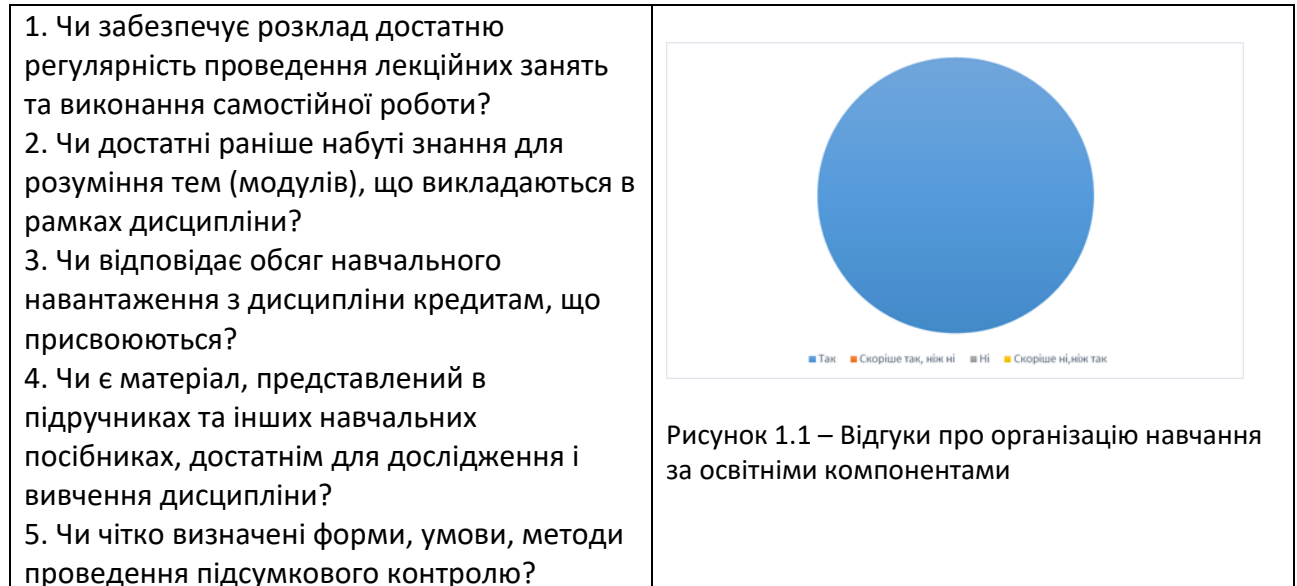 1. Чи забезпечує розклад достатню
регулярність проведення лекційних занять
та виконання самостійної роботи?
2. Чи достатні раніше набуті знання для
розуміння тем (модулів), що викладаються в
рамках дисципліни?
3. Чи відповідає обсяг навчального
навантаження з дисципліни кредитам, що
присвоюються?
4. Чи є матеріал, представлений в
підручниках та інших навчальних
посібниках, достатнім для дослідження і
вивчення дисципліни?
5. Чи чітко визначені форми, умови, методи
проведення підсумкового контролю?
Так Скоріше так, ніж ні Ні Скоріше ні,ніж так
Рисунок 1.1 – Відгуки про організацію навчання
за освітніми компонентами